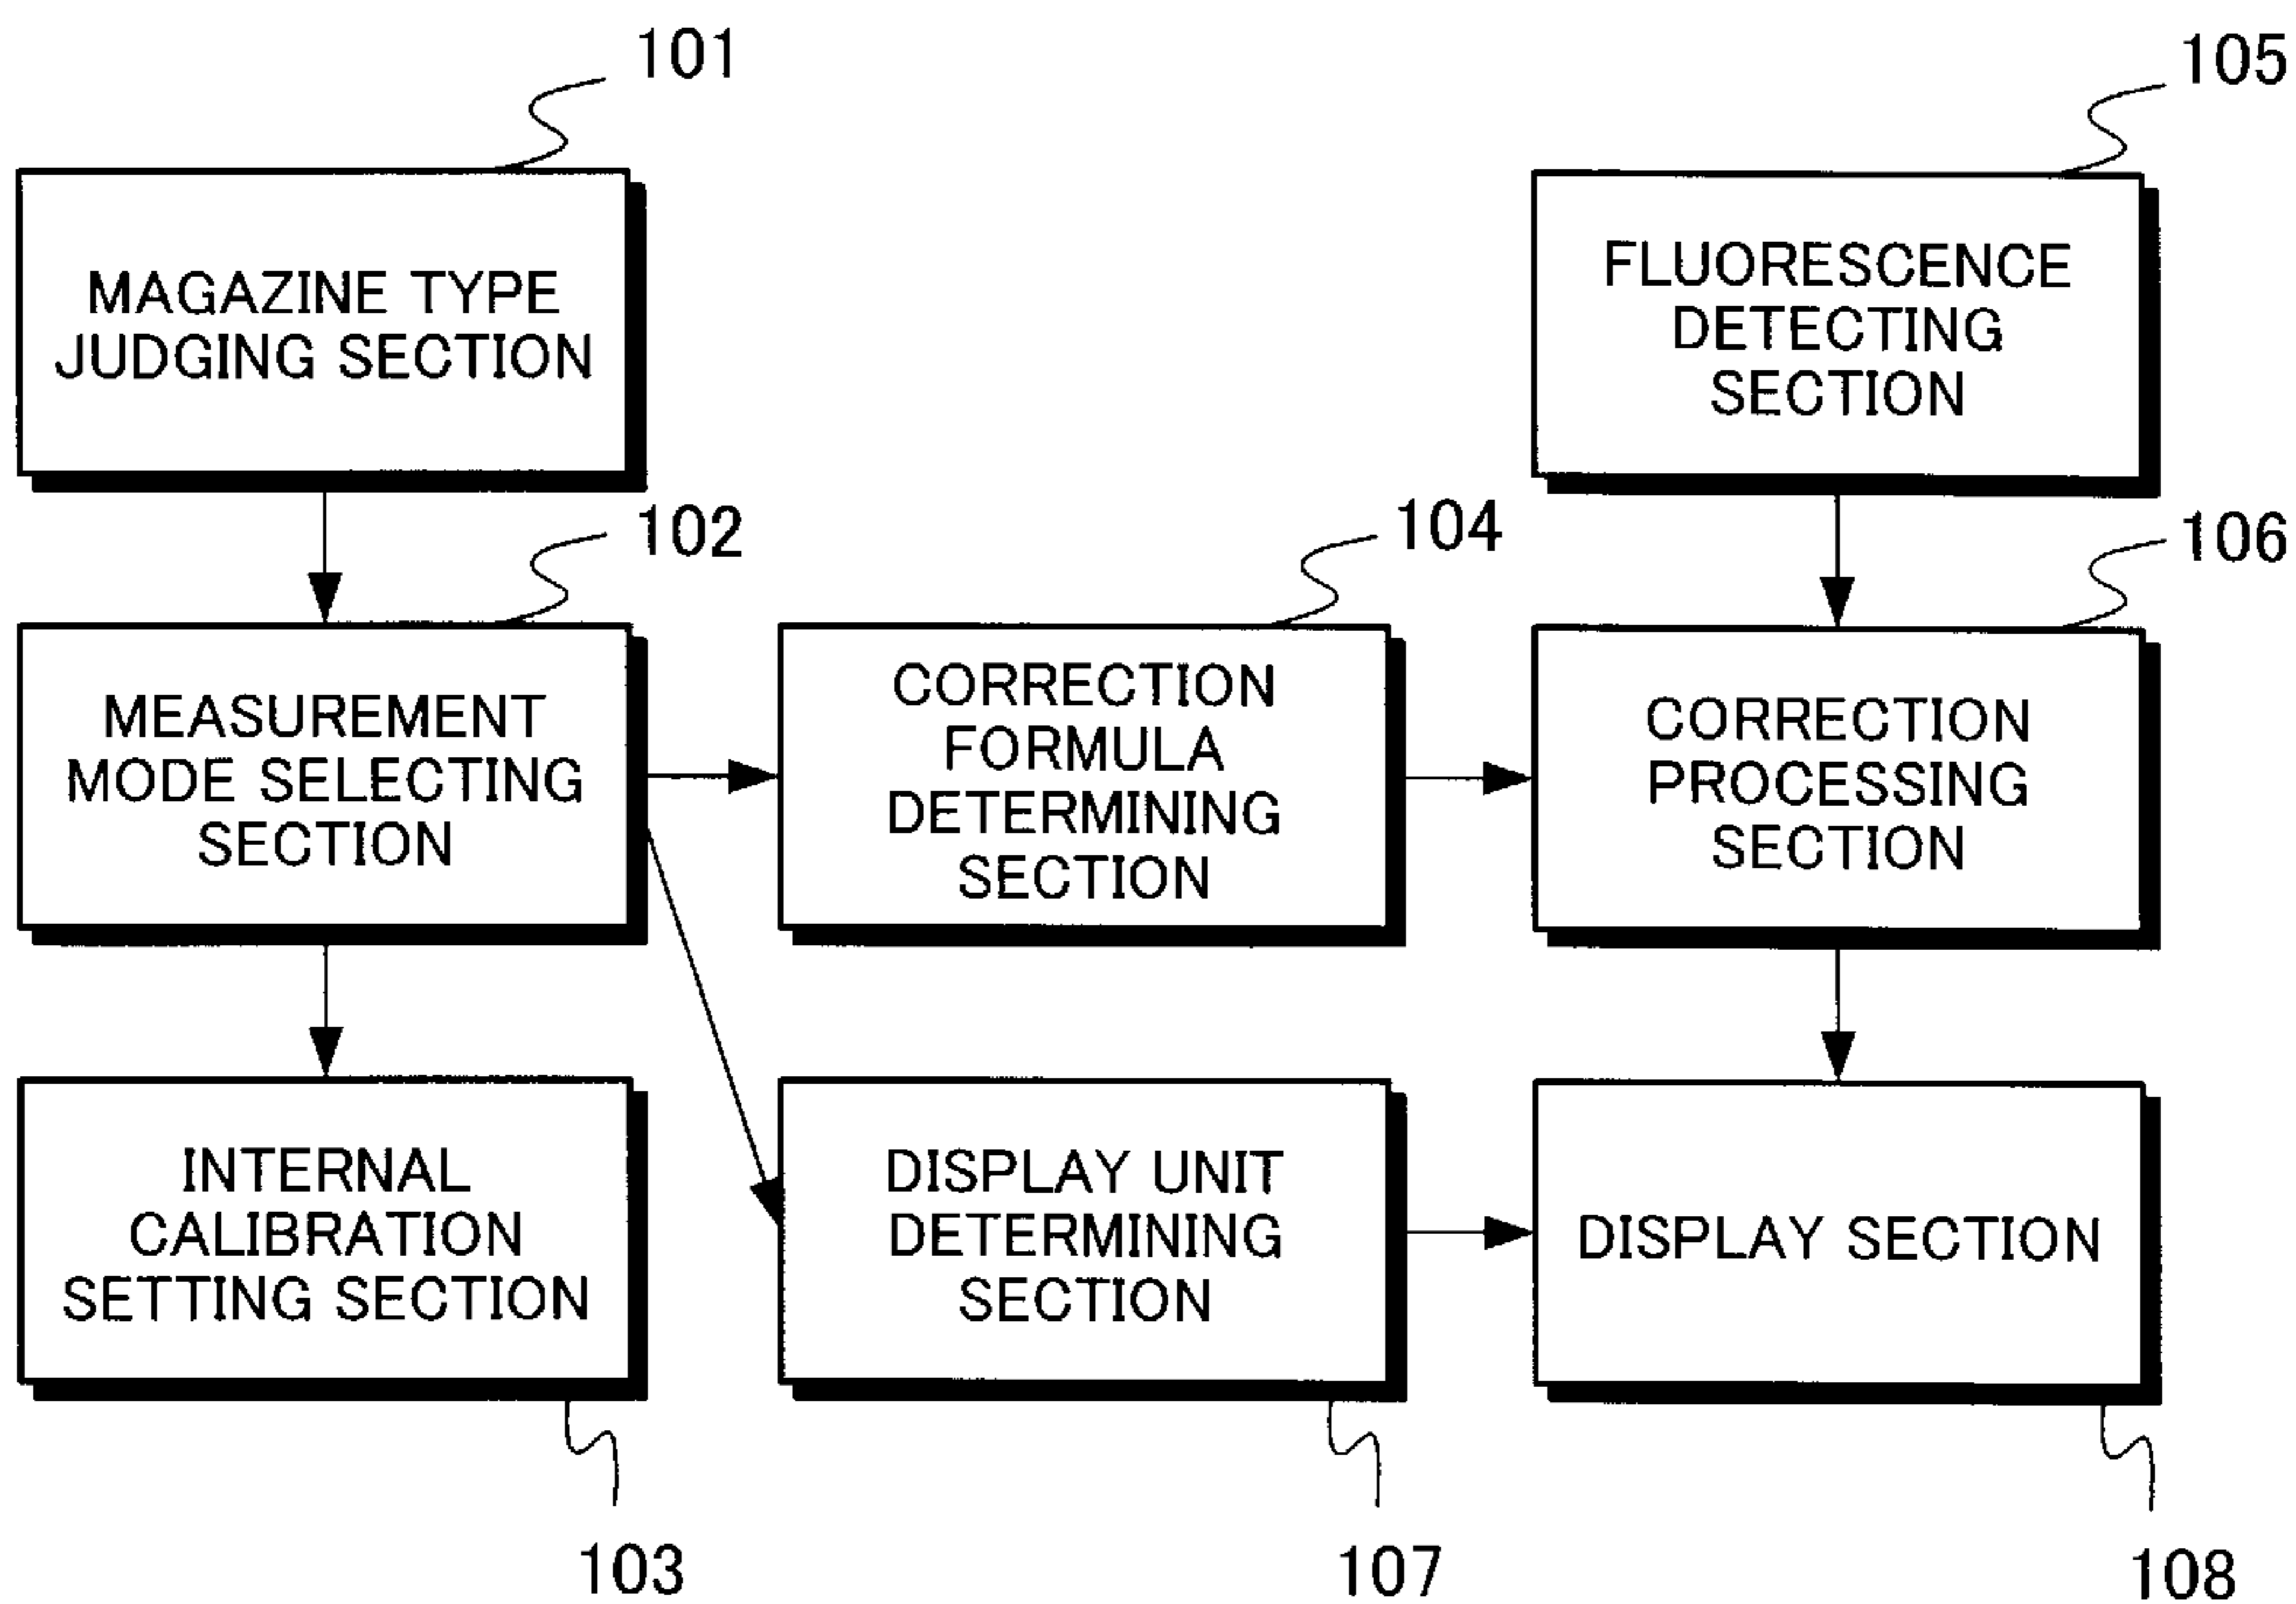 101
MAGAZINE TYPE
JUDGING SECTION
105
FLUORESCENCE
DETECTING
SECTION
102
MEASUREMENT
MODE SELECTING
SECTION
104
CORRECTION
FORMULA
DETERMINING
SECTION
106
CORRECTION
PROCESSING
SECTION
INTERNAL
CALIBRATION
SETTING SECTION
103
DISPLAY UNIT
DETERMINING
SECTION
107
DISPLAY SECTION
108